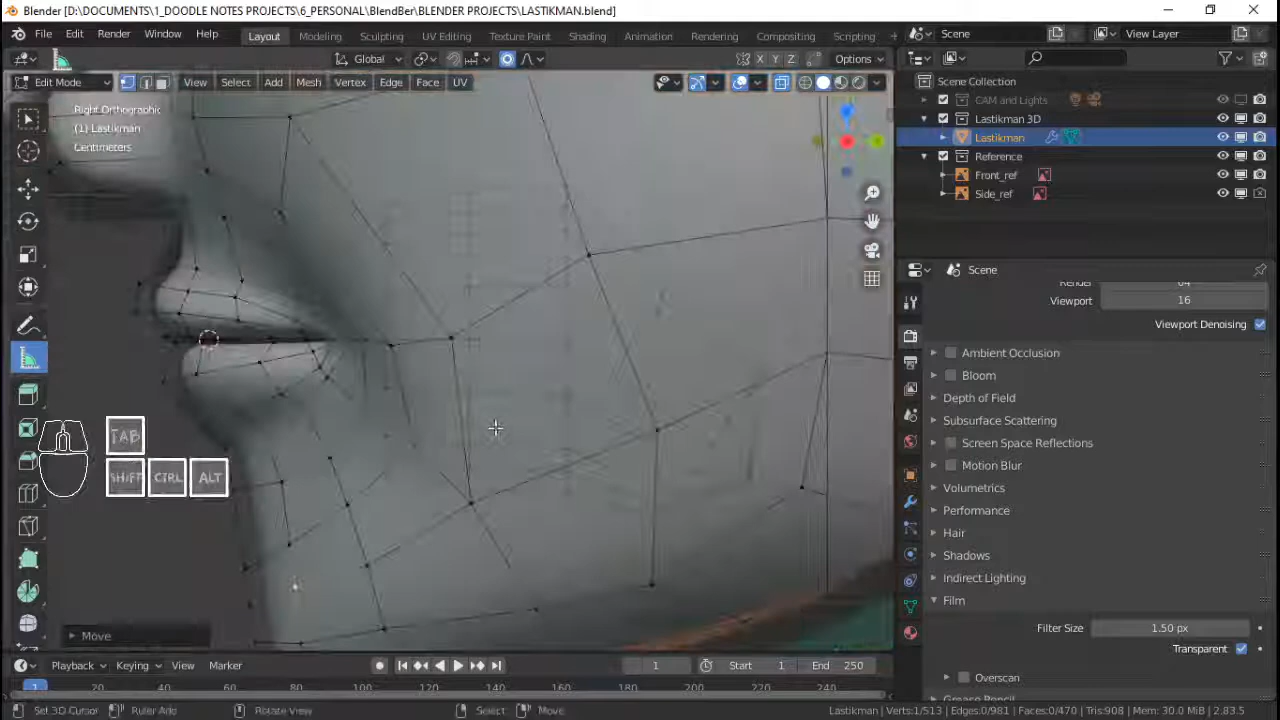 Blender [D:\DOCUMENTS\1_DOODLE NOTES PROJECTS\6_PERSONAL\BlendBer\BLENDER PROJECTS\LASTIKMAN.blend]
File Edit Render Window Help Layout Modeling Sculpting UV Editing Texture Paint Shading Animation Rendering Compositing Scripting Scene View Layer
Global X Y Z Options
Edit Mode View Select Add Mesh Vertex Edge Face UV
Scene Collection
CAM and Lights
Lastikman 3D
Lastikman
Reference
Front_ref
Side_ref
Right Orthographic
(1) Lastikman
Centimeters
Scene
Render 64
Viewport 16
Viewport Denoising
Ambient Occlusion
Bloom
Depth of Field
Subsurface Scattering
Screen Space Reflections
Motion Blur
Volumetrics
Performance
Hair
Shadows
Indirect Lighting
Film
Filter Size 1.50 px
Transparent
Overscan
Grease Pencil
TAB
SHIFT CTRL ALT
Move
Playback Keying View Marker 1 Start 1 End 250
1 20 40 60 80 100 120 140 160 180 200 220 240
Set 3D Cursor Ruler Add Rotate View Select Move Lastikman | Verts:1/513 | Edges:0/981 | Faces:0/470 | Tris:908 | Mem: 30.0 MiB | 2.83.5